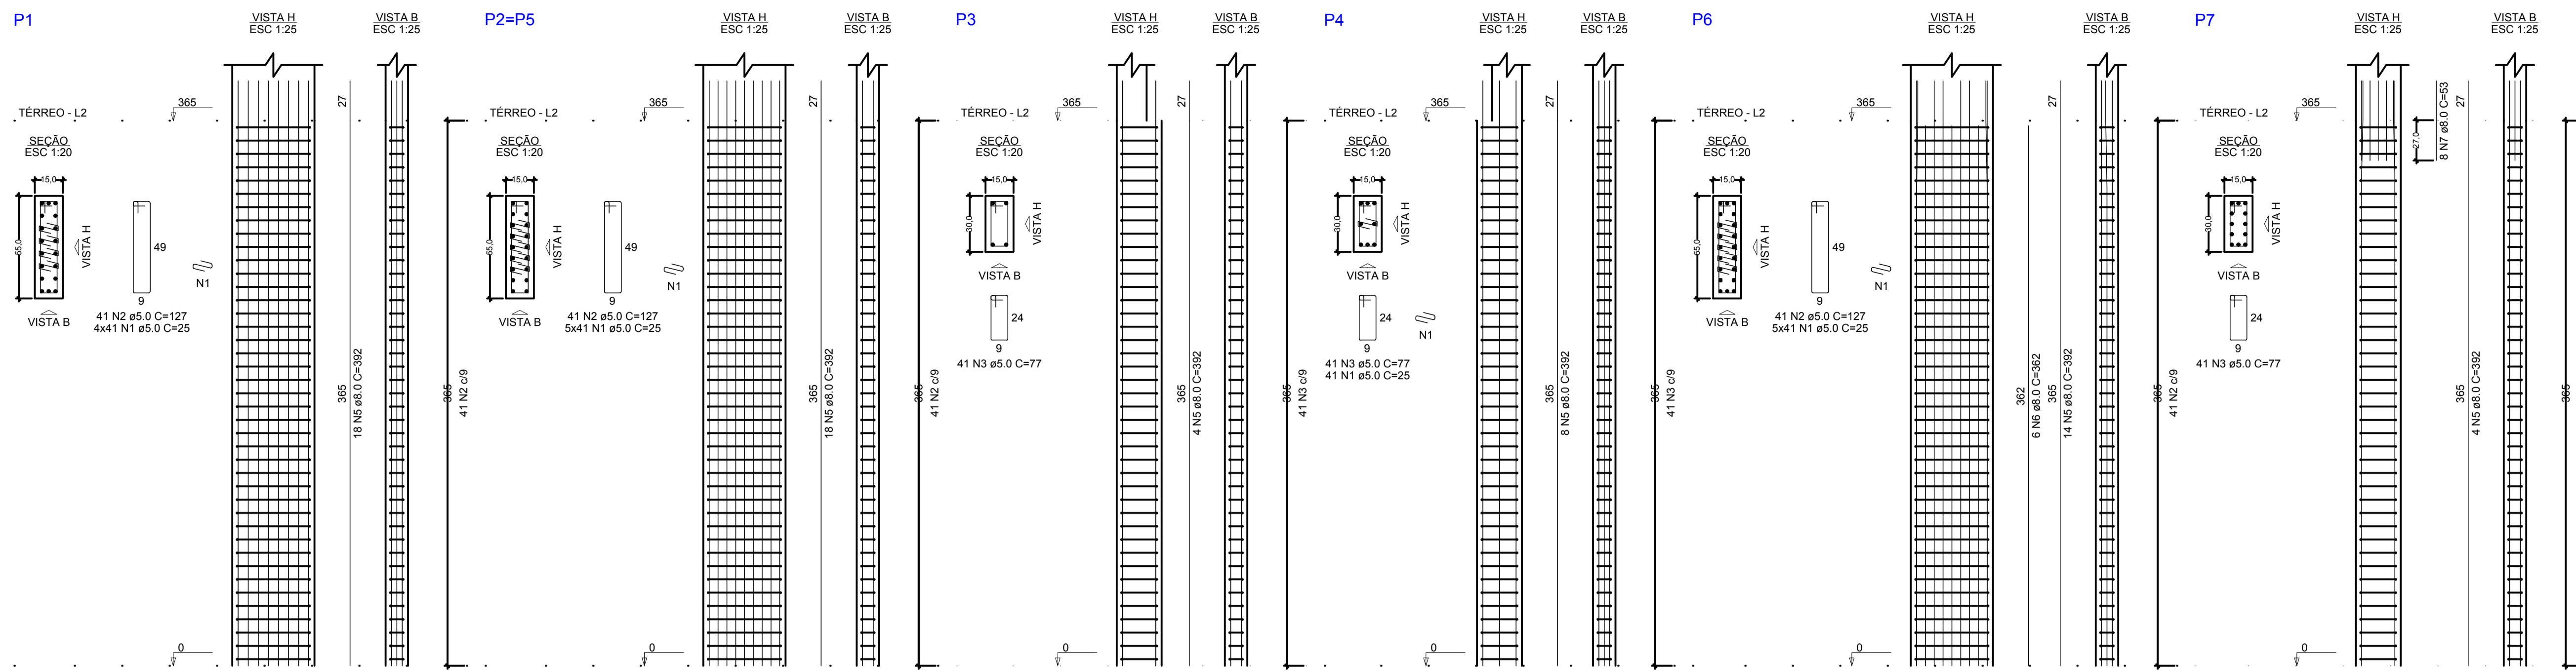 P1
VISTA H
ESC 1:25
VISTA B
ESC 1:25
TÉRREO - L2
365
SEÇÃO
ESC 1:20
15,0
55,0
VISTA H
VISTA B
49
9
N1
41 N2 ø5.0 C=127
4x41 N1 ø5.0 C=25
27
365
18 N5 ø8.0 C=392
365
41 N2 c/9
0
P2=P5
VISTA H
ESC 1:25
VISTA B
ESC 1:25
TÉRREO - L2
365
SEÇÃO
ESC 1:20
15,0
55,0
VISTA H
VISTA B
49
9
N1
41 N2 ø5.0 C=127
5x41 N1 ø5.0 C=25
27
365
18 N5 ø8.0 C=392
365
41 N2 c/9
0
P3
VISTA H
ESC 1:25
VISTA B
ESC 1:25
TÉRREO - L2
365
SEÇÃO
ESC 1:20
15,0
30,0
VISTA H
VISTA B
24
9
41 N3 ø5.0 C=77
27
365
4 N5 ø8.0 C=392
365
41 N3 c/9
0
P4
VISTA H
ESC 1:25
VISTA B
ESC 1:25
TÉRREO - L2
365
SEÇÃO
ESC 1:20
15,0
30,0
VISTA H
VISTA B
24
9
N1
41 N3 ø5.0 C=77
41 N1 ø5.0 C=25
27
365
8 N5 ø8.0 C=392
365
41 N3 c/9
0
P6
VISTA H
ESC 1:25
VISTA B
ESC 1:25
TÉRREO - L2
365
SEÇÃO
ESC 1:20
15,0
55,0
VISTA H
VISTA B
49
9
N1
41 N2 ø5.0 C=127
5x41 N1 ø5.0 C=25
27
362
6 N6 ø8.0 C=362
365
14 N5 ø8.0 C=392
365
41 N2 c/9
0
P7
VISTA H
ESC 1:25
VISTA B
ESC 1:25
TÉRREO - L2
365
SEÇÃO
ESC 1:20
15,0
30,0
VISTA H
VISTA B
24
9
41 N3 ø5.0 C=77
27,0
8 N7 ø8.0 C=53
27
365
4 N5 ø8.0 C=392
365
0